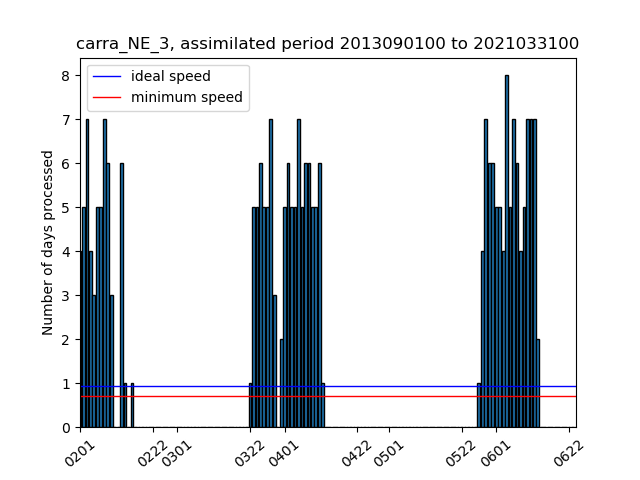 carra_NE_3, assimilated period 2013090100 to 2021033100
ideal speed
minimum speed
Number of days processed
8
7
6
5
4
3
2
1
0
0201 0222 0301 0322 0401 0422 0501 0522 0601 0622